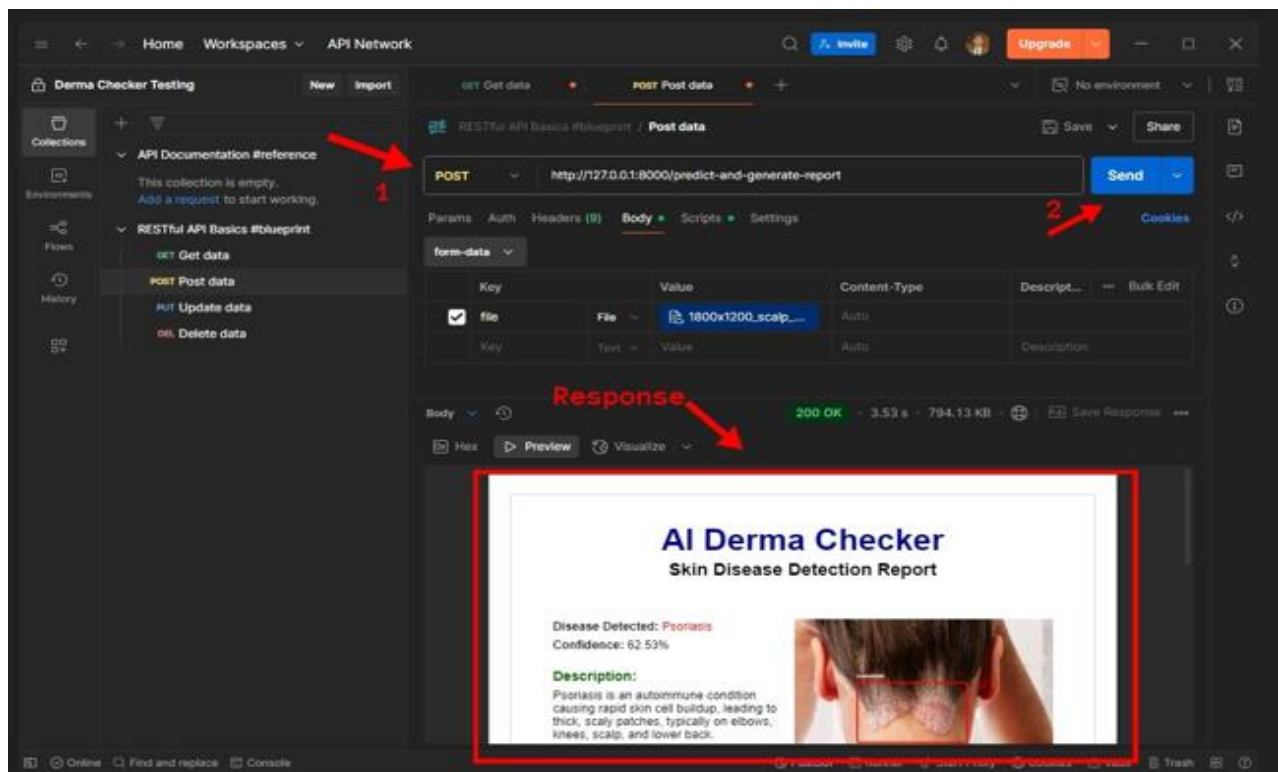 Home Workspaces API Network Invite Upgrade
Derma Checker Testing New Import GET Get data POST Post data No environment
Collections
RESTful API Basics #blueprint / Post data Save Share
API Documentation #reference
This collection is empty.
Add a request to start working.
1
POST http://127.0.0.1:8000/predict-and-generate-report Send
Environments
2
Params Auth Headers (9) Body Scripts Settings Cookies
Flows
RESTful API Basics #blueprint
GET Get data
form-data
POST Post data
History
Key Value Content-Type Descript... Bulk Edit
PUT Update data
file File 1800x1200_scalp_... Auto
DEL Delete data
Key Text Value Auto Description
Response
Body 200 OK 3.53 s 794.13 KB Save Response
Hex Preview Visualize
AI Derma Checker
Skin Disease Detection Report
Disease Detected: Psoriasis
Confidence: 62.53%
Description:
Psoriasis is an autoimmune condition
causing rapid skin cell buildup, leading to
thick, scaly patches, typically on elbows,
knees, scalp, and lower back.
Online Find and replace Console Trash